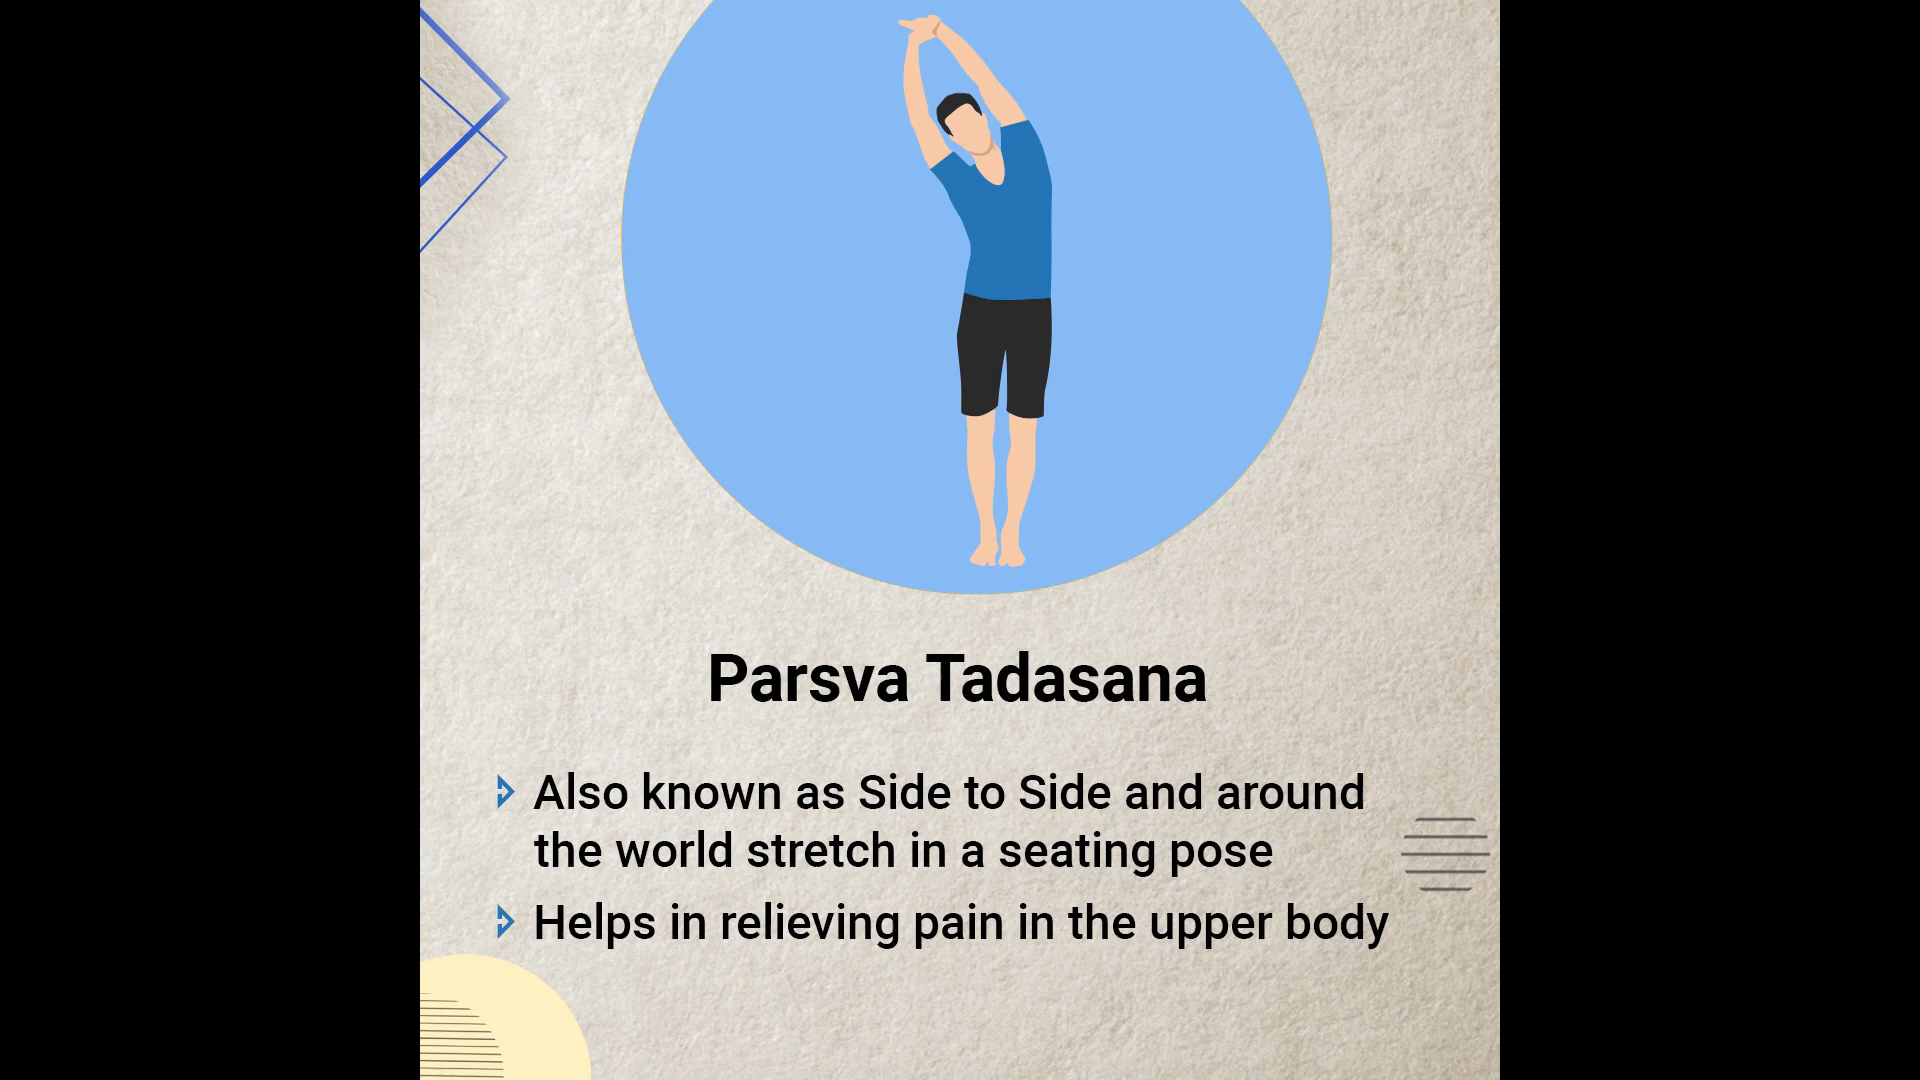 Parsva Tadasana
Also known as Side to Side and around
the world stretch in a seating pose
Helps in relieving pain in the upper body